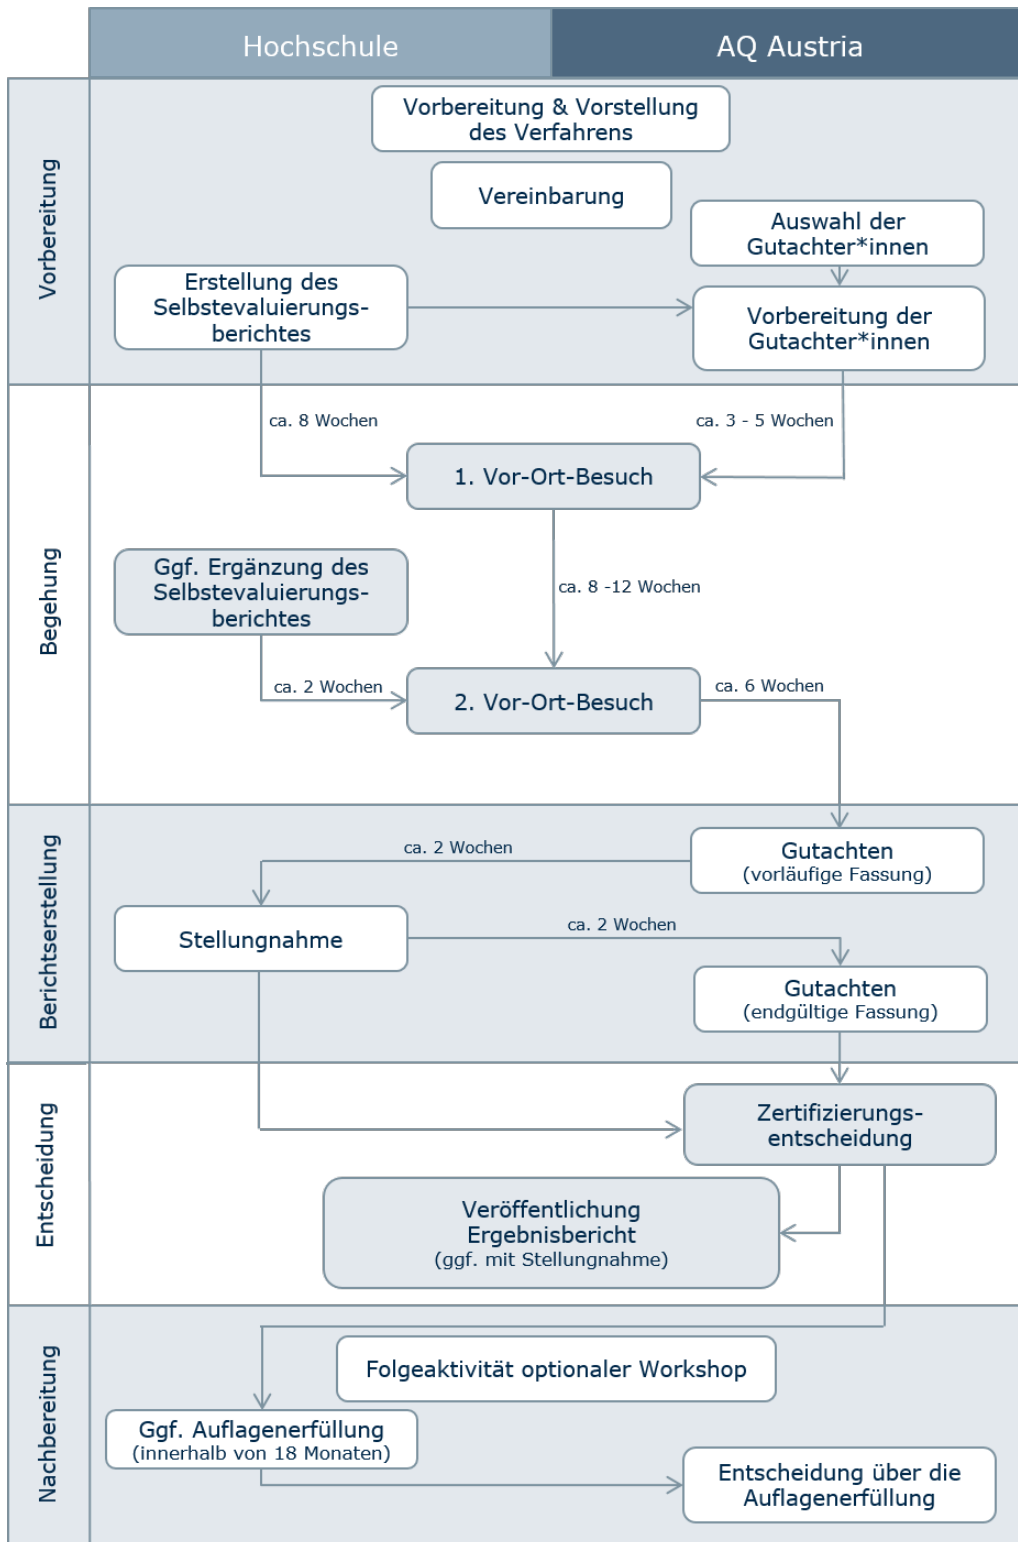 Hochschule
AQ Austria
Vorbereitung
Vorbereitung & Vorstellung
des Verfahrens
Vereinbarung
Auswahl der
Gutachter*innen
Erstellung des
Selbstevaluierungs-
berichtes
Vorbereitung der
Gutachter*innen
Begehung
ca. 8 Wochen
ca. 3 - 5 Wochen
1. Vor-Ort-Besuch
Ggf. Ergänzung des
Selbstevaluierungs-
berichtes
ca. 8 -12 Wochen
ca. 2 Wochen
2. Vor-Ort-Besuch
ca. 6 Wochen
Berichtserstellung
Gutachten
(vorläufige Fassung)
ca. 2 Wochen
Stellungnahme
ca. 2 Wochen
Gutachten
(endgültige Fassung)
Entscheidung
Zertifizierungs-
entscheidung
Veröffentlichung
Ergebnisbericht
(ggf. mit Stellungnahme)
Nachbereitung
Folgeaktivität optionaler Workshop
Ggf. Auflagenerfüllung
(innerhalb von 18 Monaten)
Entscheidung über die
Auflagenerfüllung